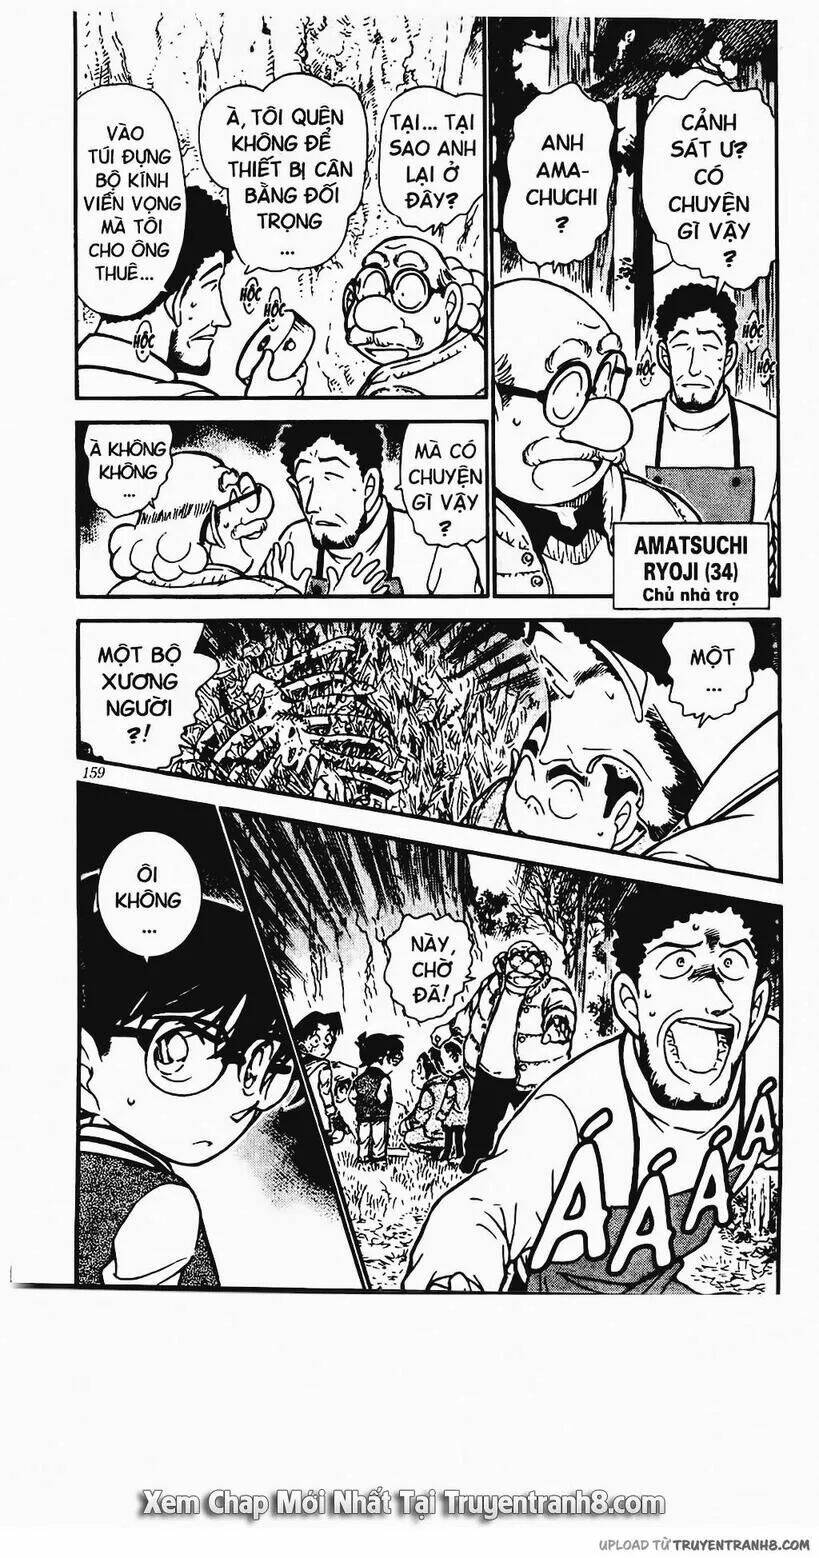 CẢNH
SÁT Ư?
CÓ
CHUYỆN
GÌ VẬY
?
ANH
AMA-
CHUCHI
?
HỘC
HỘC
HỘC
HỘC
AMATSUCHI
RYOJI (34)
Chủ nhà trọ
TẠI... TẠI
SAO ANH
LẠI Ở
ĐÂY?
À, TÔI QUÊN
KHÔNG ĐỂ
THIẾT BỊ CÂN
BẰNG ĐỐI
TRỌNG
...
VÀO
TÚI ĐỰNG
BỘ KÍNH
VIỄN VỌNG
MÀ TÔI
CHO ÔNG
THUÊ...
HỘC
HỘC
HỘC
MÀ CÓ
CHUYỆN
GÌ VẬY
?
À KHÔNG
KHÔNG
...
MỘT
...
MỘT BỘ
XƯƠNG
NGƯỜI
?!
159
NÀY,
CHỜ
ĐÃ!
Á Á Á Á
ÔI
KHÔNG
...
Xem Chap Mới Nhất Tại Truyentranh8.com
UPLOAD TỪ TRUYENTRANH8.COM